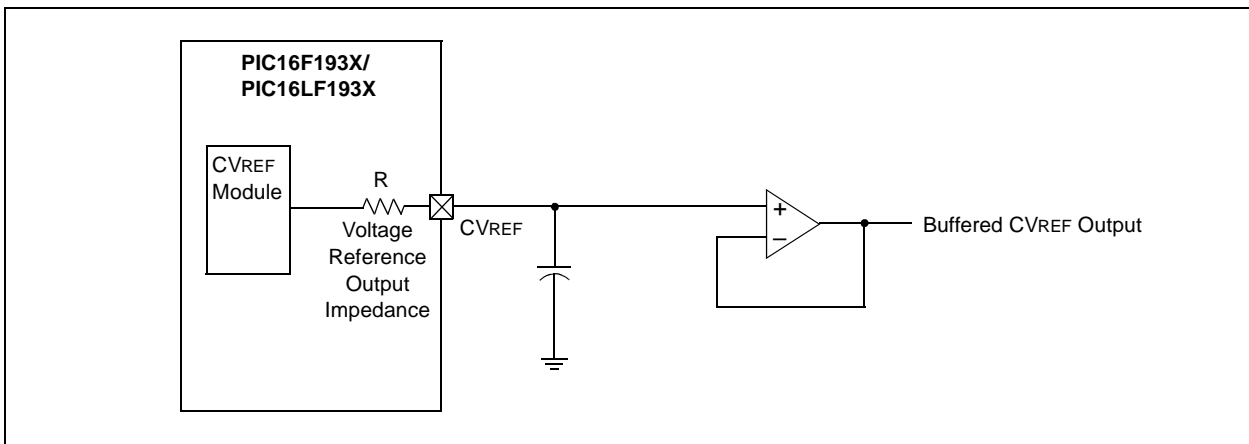 PIC16F193X/
PIC16LF193X
CVREF
Module
R
Voltage
Reference
Output
Impedance
CVREF
+
–
Buffered CVREF Output